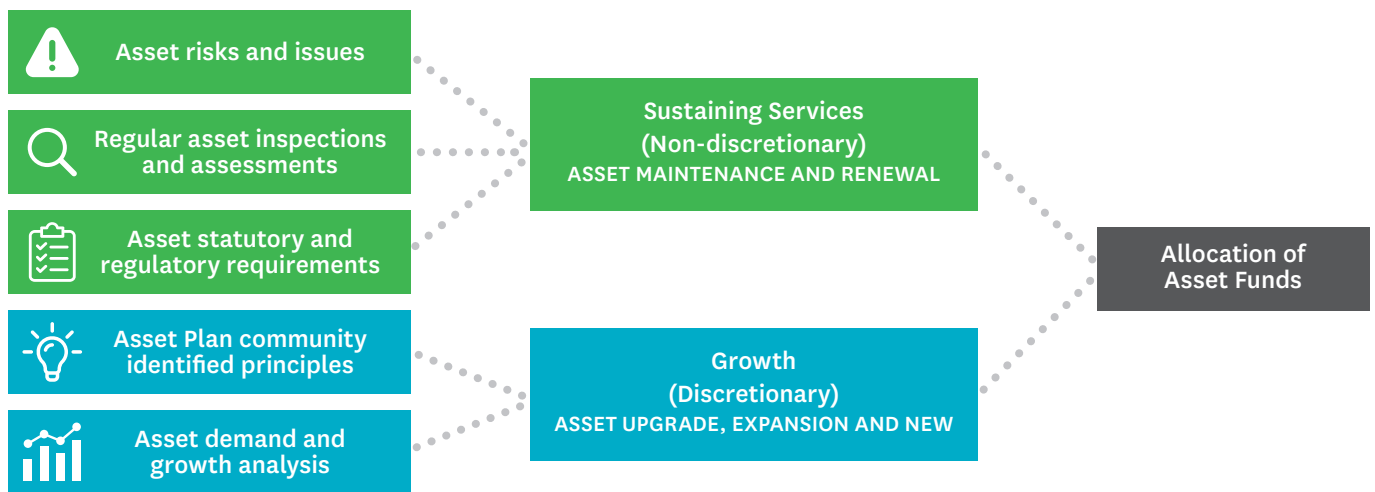 Asset risks and issues
Regular asset inspections
and assessments
Asset statutory and
regulatory requirements
Asset Plan community
identified principles
Asset demand and
growth analysis
Sustaining Services
(Non-discretionary)
ASSET MAINTENANCE AND RENEWAL
Growth
(Discretionary)
ASSET UPGRADE, EXPANSION AND NEW
Allocation of
Asset Funds